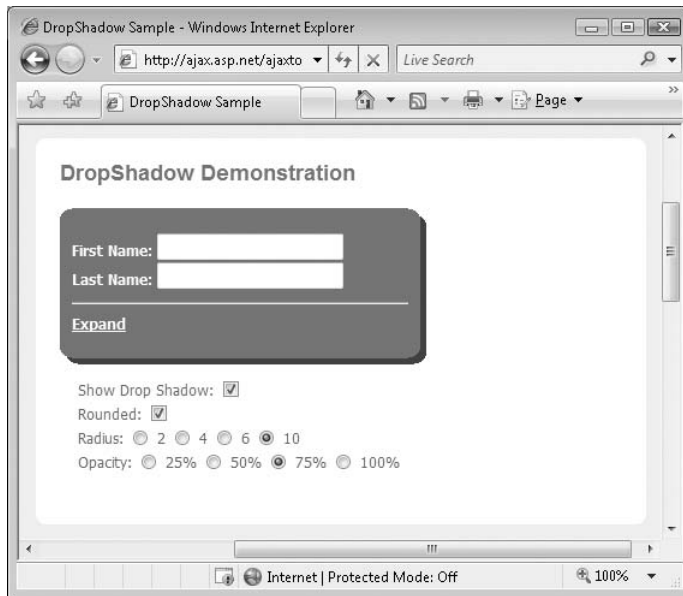 DropShadow Sample - Windows Internet Explorer
http://ajax.asp.net/ajaxto
Live Search
DropShadow Sample
Page
DropShadow Demonstration
First Name:
Last Name:
Expand
Show Drop Shadow:
Rounded:
Radius: 2 4 6 10
Opacity: 25% 50% 75% 100%
Internet | Protected Mode: Off
100%